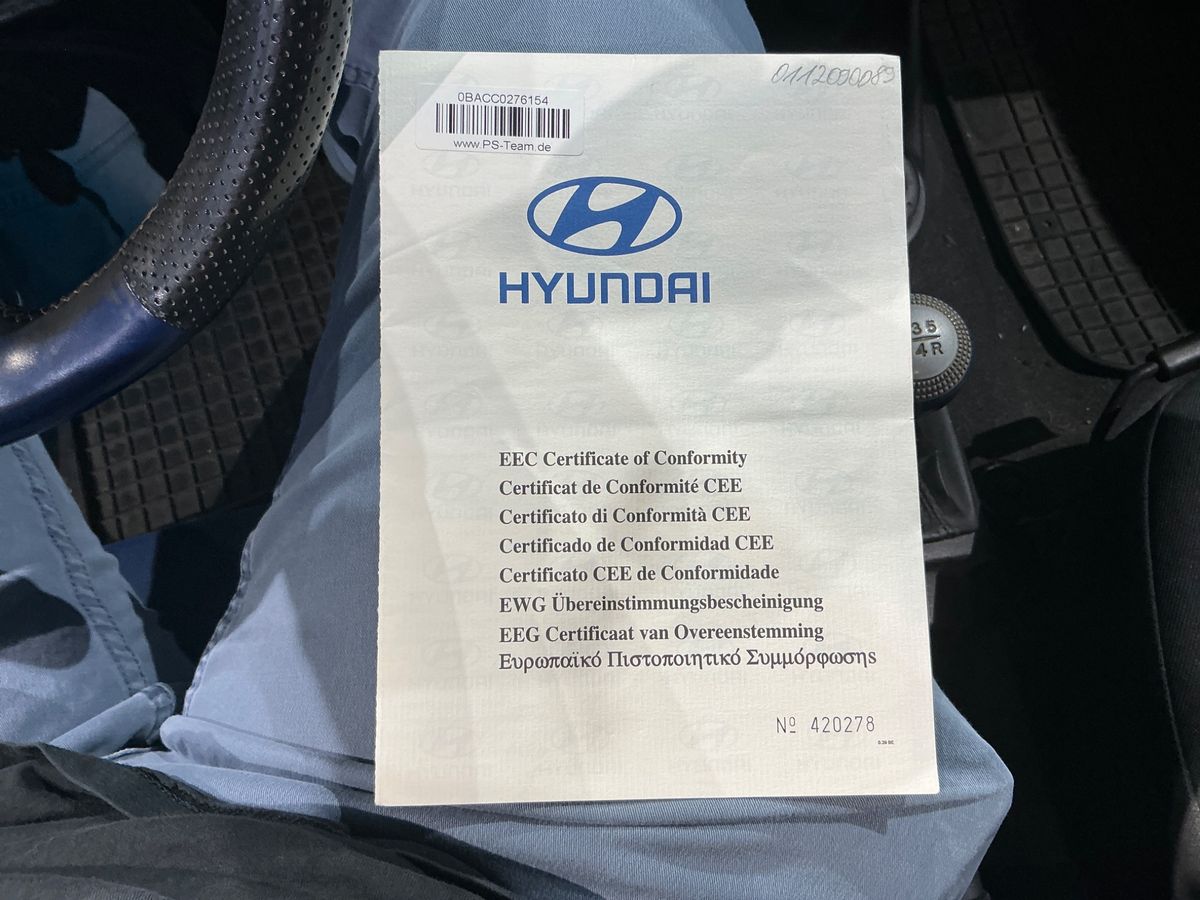 0112090089
0BACC0276154
www.PS-Team.de
HYUNDAI
EEC Certificate of Conformity
Certificat de Conformité CEE
Certificato di Conformità CEE
Certificado de Conformidad CEE
Certificato CEE de Conformidade
EWG Übereinstimmungsbescheinigung
EEG Certificaat van Overeenstemming
Ευρωπαϊκό Πιστοποιητικό Συμμόρφωσης
Nº 420278
3 5
4 R